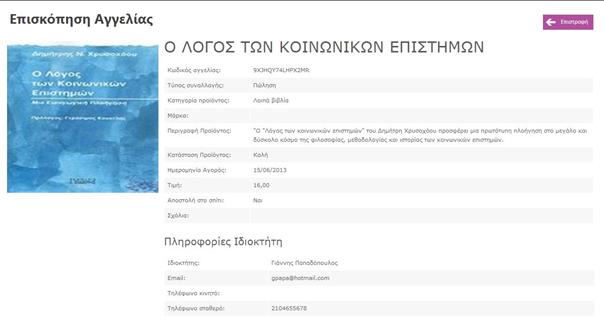 Επισκόπηση Αγγελίας
Επιστροφή
Δημήτρης Ν. Χρυσοχόου
Ο Λόγος
των Κοινωνικών
Επιστημών
Μια Εισαγωγική Πλοήγηση
Πρόλογος: Γεράσιμος
Ο ΛΟΓΟΣ ΤΩΝ ΚΟΙΝΩΝΙΚΩΝ ΕΠΙΣΤΗΜΩΝ
Κωδικός αγγελίας: 9XJHQY74LHPX2MR
Τύπος συναλλαγής: Πώληση
Κατηγορία προϊόντος: Λοιπά βιβλία
Μάρκα:
Περιγραφή Προϊόντος: "Ο "Λόγος των κοινωνικών επιστημών" του Δημήτρη Χρυσοχόου προσφέρει μια πρωτότυπη πλοήγηση στο μεγάλο και
δύσκολο κόσμο της φιλοσοφίας, μεθοδολογίας και ιστορίας των κοινωνικών επιστημών.
Κατάσταση Προϊόντος: Καλή
Ημερομηνία Αγοράς: 15/06/2013
Τιμή: 16,00
Αποστολή στο σπίτι: Ναι
Σχόλια:
Πληροφορίες Ιδιοκτήτη
Ιδιοκτήτης: Γιάννης Παπαδόπουλος
Email: gpapa@hotmail.com
Τηλέφωνο κινητό:
Τηλέφωνο σταθερό: 2104655678